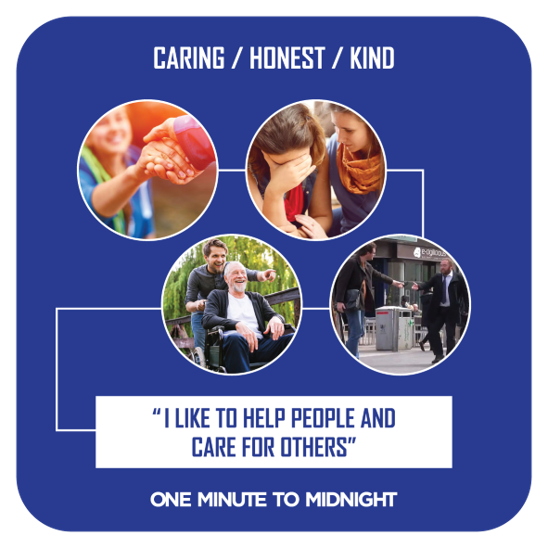 CARING / HONEST / KIND
“I LIKE TO HELP PEOPLE AND
CARE FOR OTHERS”
ONE MINUTE TO MIDNIGHT